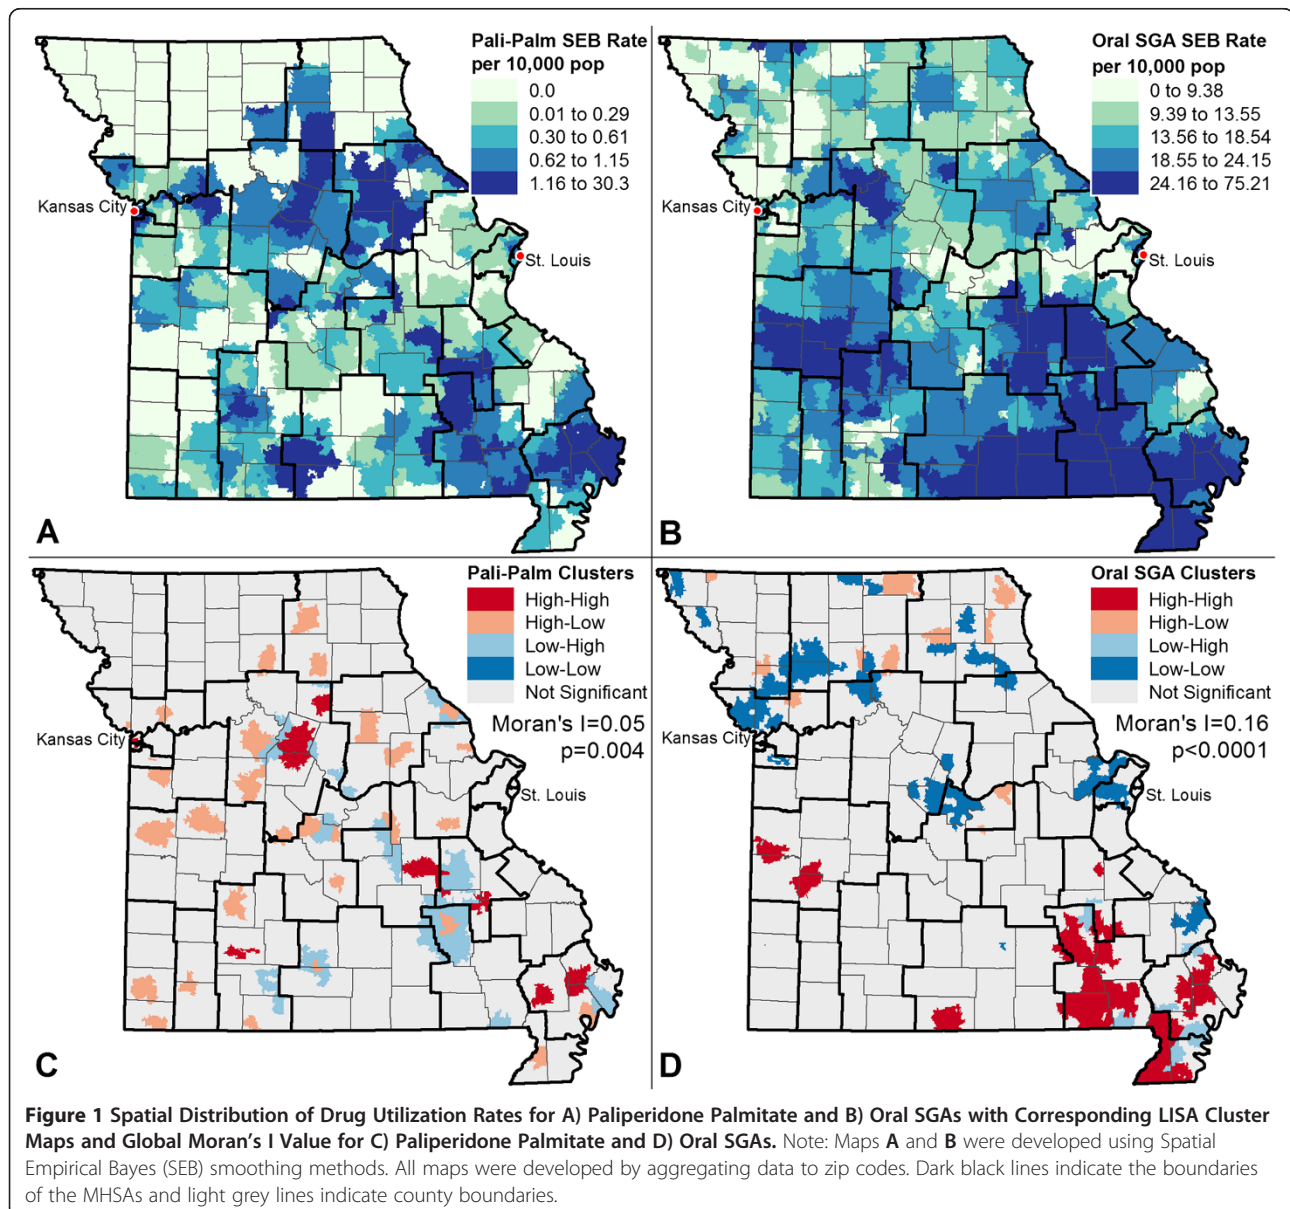 Pali-Palm SEB Rate
per 10,000 pop
0.0
0.01 to 0.29
0.30 to 0.61
0.62 to 1.15
1.16 to 30.3
Kansas City
St. Louis
A
Oral SGA SEB Rate
per 10,000 pop
0 to 9.38
9.39 to 13.55
13.56 to 18.54
18.55 to 24.15
24.16 to 75.21
Kansas City
St. Louis
B
Pali-Palm Clusters
High-High
High-Low
Low-High
Low-Low
Not Significant
Moran's I=0.05
p=0.004
Kansas City
St. Louis
C
Oral SGA Clusters
High-High
High-Low
Low-High
Low-Low
Not Significant
Moran's I=0.16
p<0.0001
Kansas City
St. Louis
D
Figure 1 Spatial Distribution of Drug Utilization Rates for A) Paliperidone Palmitate and B) Oral SGAs with Corresponding LISA Cluster
Maps and Global Moran's I Value for C) Paliperidone Palmitate and D) Oral SGAs. Note: Maps A and B were developed using Spatial
Empirical Bayes (SEB) smoothing methods. All maps were developed by aggregating data to zip codes. Dark black lines indicate the boundaries
of the MHSAs and light grey lines indicate county boundaries.